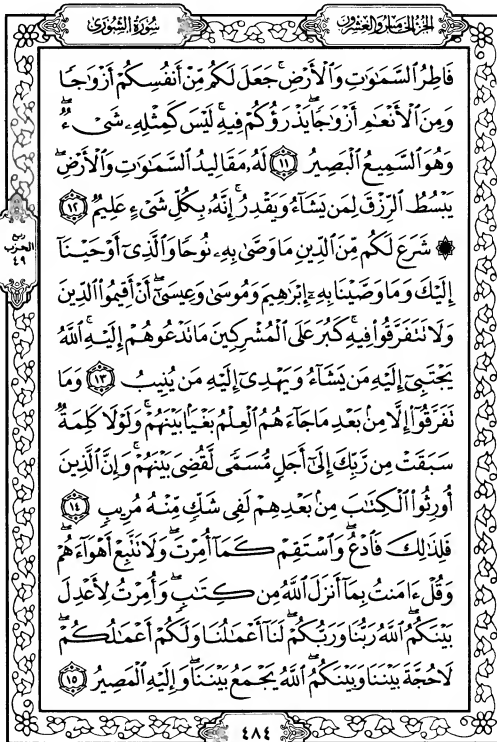 الجزء الخامس والعشرون
سورة الشورى
فَاطِرُ ٱلسَّمَٰوَٰتِ وَٱلْأَرْضِ ۚ جَعَلَ لَكُم مِّنْ أَنفُسِكُمْ أَزْوَٰجًا
وَمِنَ ٱلْأَنْعَٰمِ أَزْوَٰجًا ۖ يَذْرَؤُكُمْ فِيهِ ۚ لَيْسَ كَمِثْلِهِۦ شَىْءٌ ۖ
وَهُوَ ٱلسَّمِيعُ ٱلْبَصِيرُ ١١ لَهُۥ مَقَالِيدُ ٱلسَّمَٰوَٰتِ وَٱلْأَرْضِ ۖ
يَبْسُطُ ٱلرِّزْقَ لِمَن يَشَآءُ وَيَقْدِرُ ۚ إِنَّهُۥ بِكُلِّ شَىْءٍ عَلِيمٌ ١٢
ربع
الحزب
٤٩
۞ شَرَعَ لَكُم مِّنَ ٱلدِّينِ مَا وَصَّىٰ بِهِۦ نُوحًا وَٱلَّذِىٓ أَوْحَيْنَآ
إِلَيْكَ وَمَا وَصَّيْنَا بِهِۦٓ إِبْرَٰهِيمَ وَمُوسَىٰ وَعِيسَىٰٓ ۖ أَنْ أَقِيمُوا۟ ٱلدِّينَ
وَلَا تَتَفَرَّقُوا۟ فِيهِ ۚ كَبُرَ عَلَى ٱلْمُشْرِكِينَ مَا تَدْعُوهُمْ إِلَيْهِ ۚ ٱللَّهُ
يَجْتَبِىٓ إِلَيْهِ مَن يَشَآءُ وَيَهْدِىٓ إِلَيْهِ مَن يُنِيبُ ١٣ وَمَا
تَفَرَّقُوٓا۟ إِلَّا مِنۢ بَعْدِ مَا جَآءَهُمُ ٱلْعِلْمُ بَغْيًۢا بَيْنَهُمْ ۚ وَلَوْلَا كَلِمَةٌ
سَبَقَتْ مِن رَّبِّكَ إِلَىٰٓ أَجَلٍ مُّسَمًّى لَّقُضِىَ بَيْنَهُمْ ۚ وَإِنَّ ٱلَّذِينَ
أُورِثُوا۟ ٱلْكِتَٰبَ مِنۢ بَعْدِهِمْ لَفِى شَكٍّ مِّنْهُ مُرِيبٍ ١٤
فَلِذَٰلِكَ فَٱدْعُ ۖ وَٱسْتَقِمْ كَمَآ أُمِرْتَ ۖ وَلَا تَتَّبِعْ أَهْوَآءَهُمْ ۖ
وَقُلْ ءَامَنتُ بِمَآ أَنزَلَ ٱللَّهُ مِن كِتَٰبٍ ۖ وَأُمِرْتُ لِأَعْدِلَ
بَيْنَكُمُ ۖ ٱللَّهُ رَبُّنَا وَرَبُّكُمْ ۖ لَنَآ أَعْمَٰلُنَا وَلَكُمْ أَعْمَٰلُكُمْ ۖ
لَا حُجَّةَ بَيْنَنَا وَبَيْنَكُمُ ۖ ٱللَّهُ يَجْمَعُ بَيْنَنَا ۖ وَإِلَيْهِ ٱلْمَصِيرُ ١٥
٤٨٤